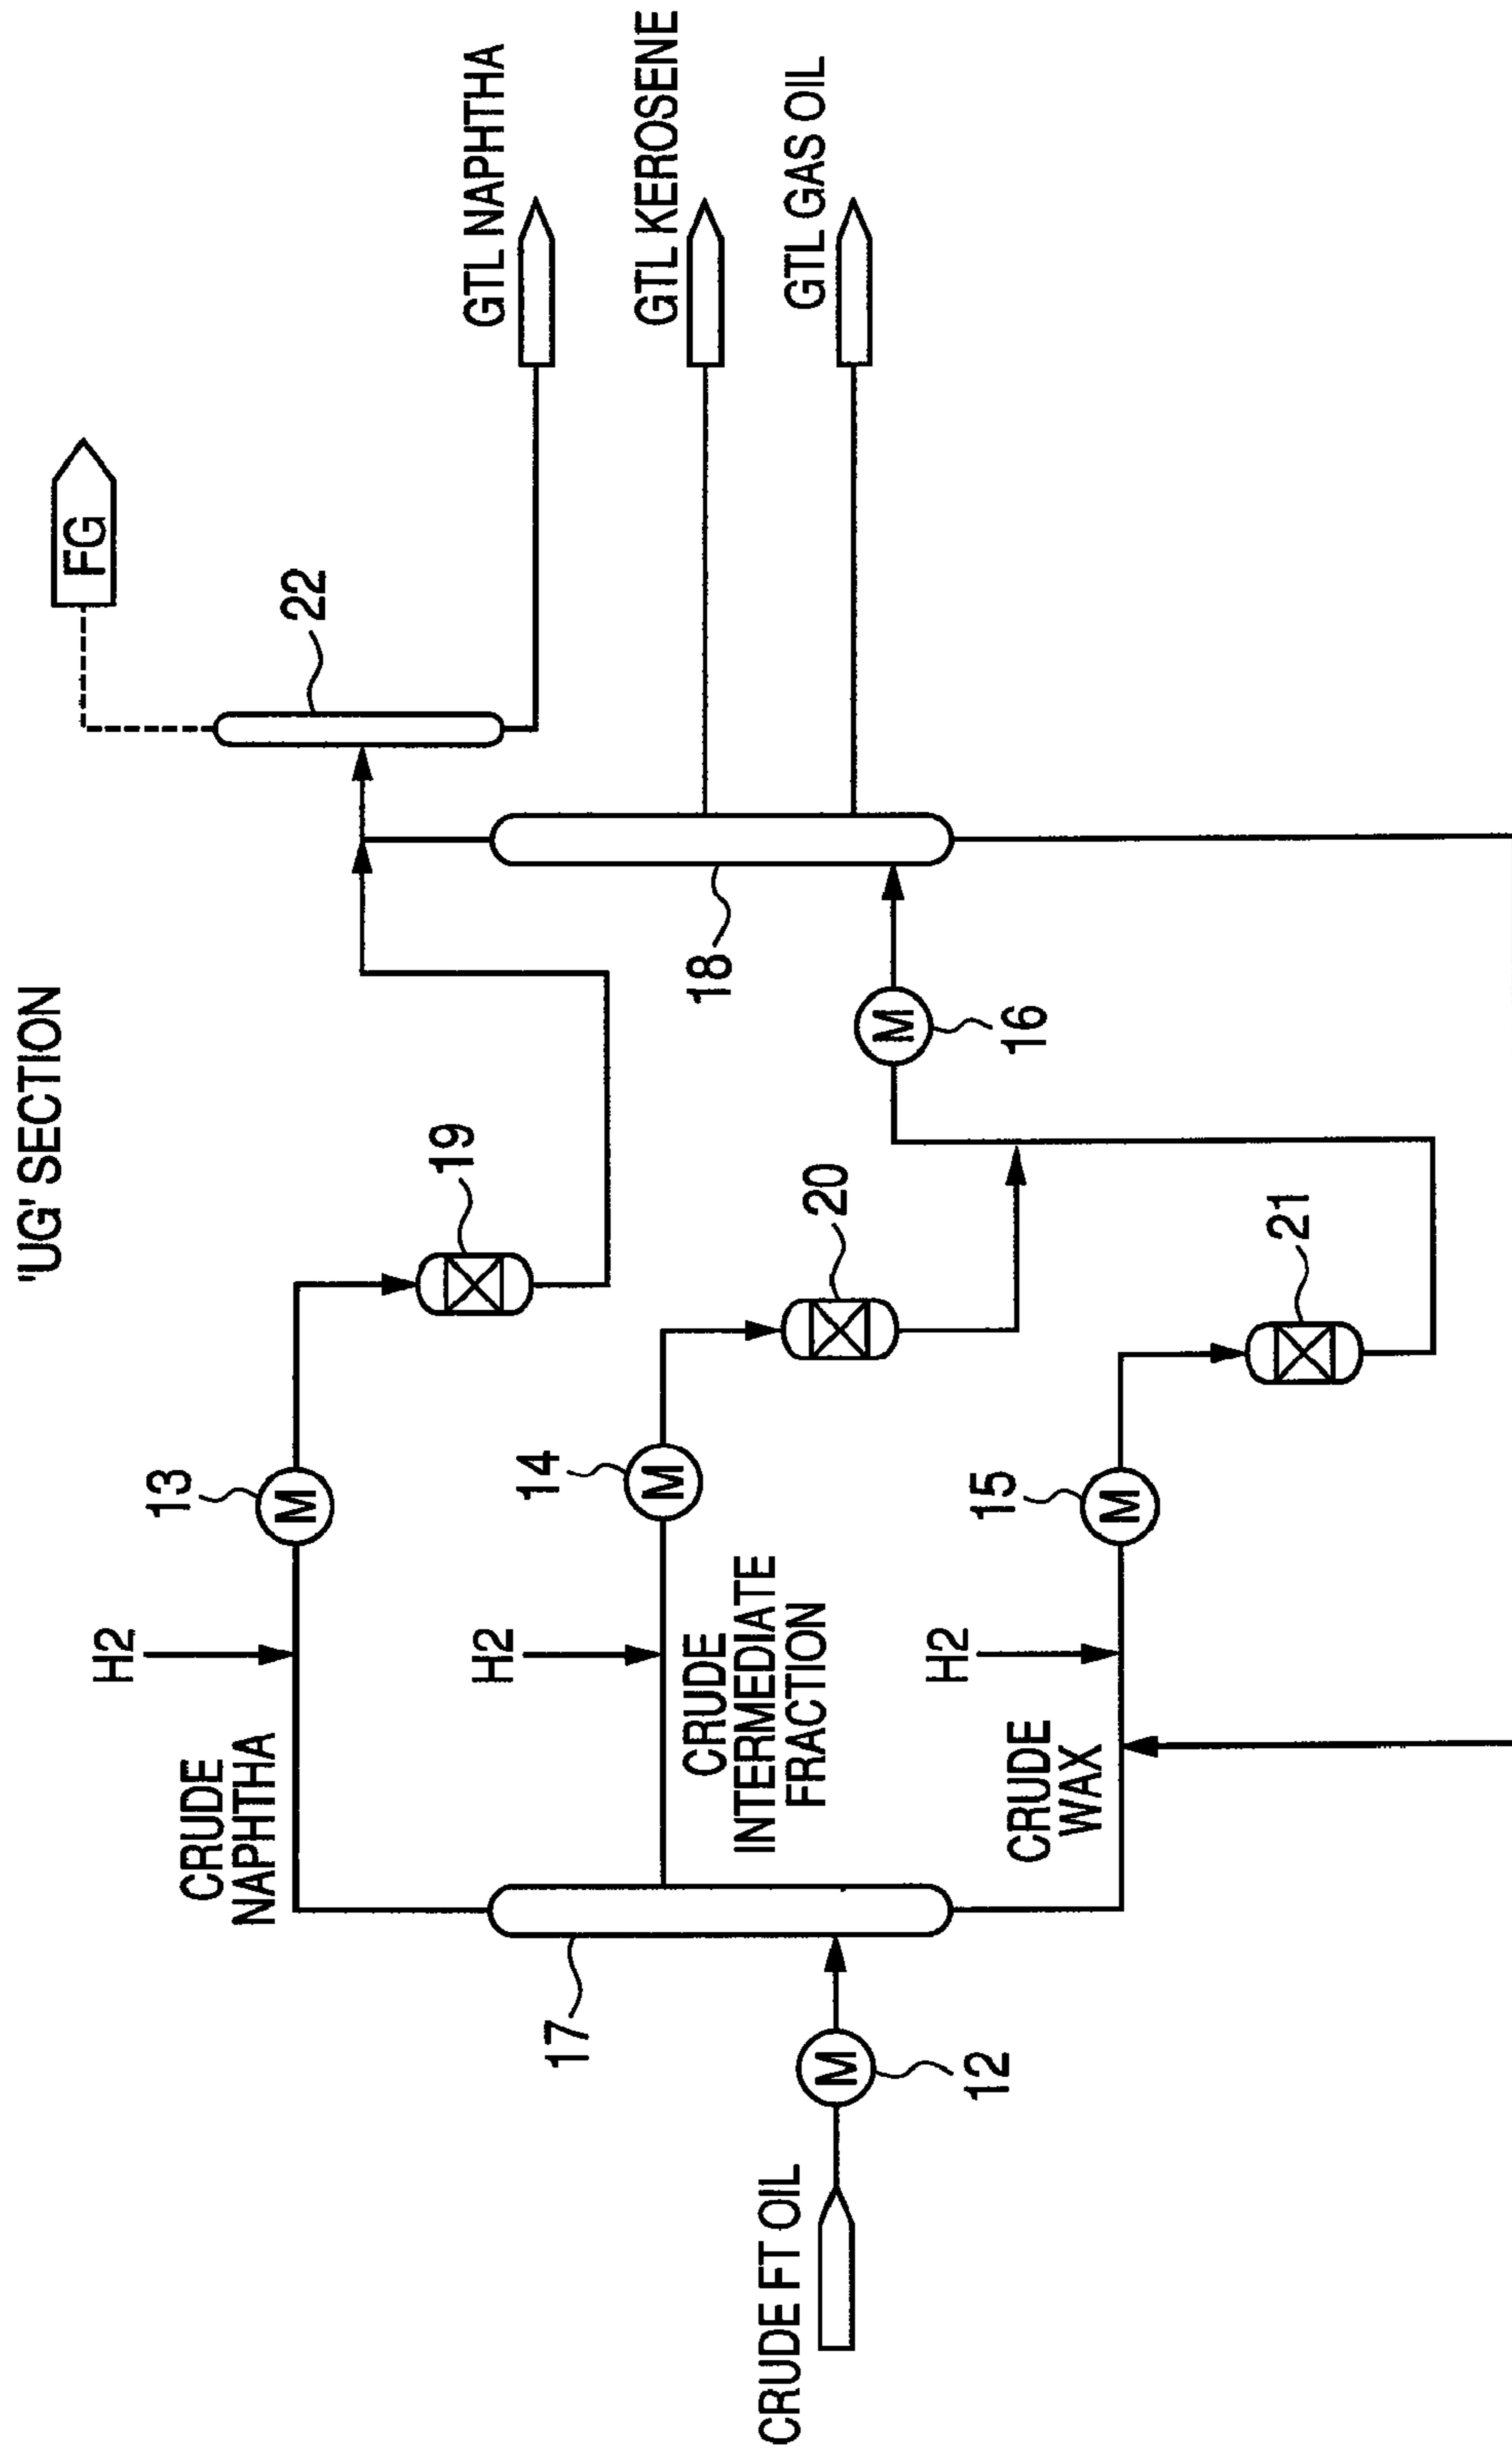 'UG' SECTION
FG
22
GTL NAPHTHA
GTL KEROSENE
GTL GAS OIL
H2
13
M
CRUDE
NAPHTHA
19
H2
14
M
CRUDE
INTERMEDIATE
FRACTION
20
18
M
16
H2
15
M
CRUDE
WAX
21
17
CRUDE FT OIL
M
12